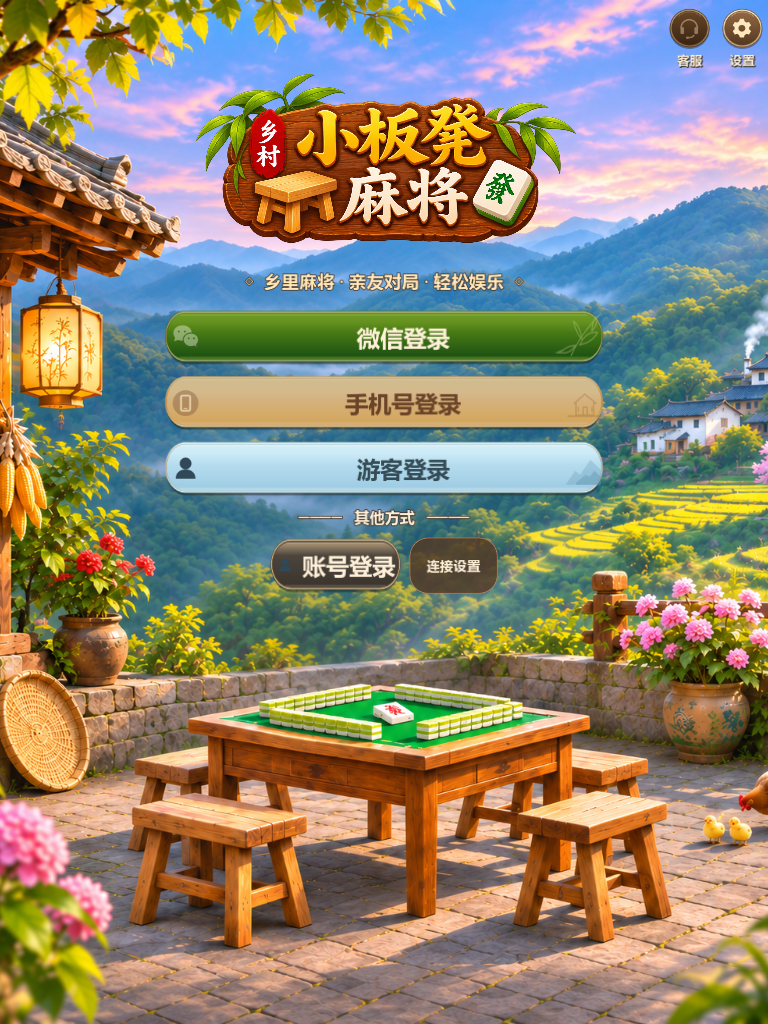 客服
设置
乡村
小板凳
麻将
發
乡里麻将·亲友对局·轻松娱乐
微信登录
手机号登录
游客登录
其他方式
账号登录
连接设置